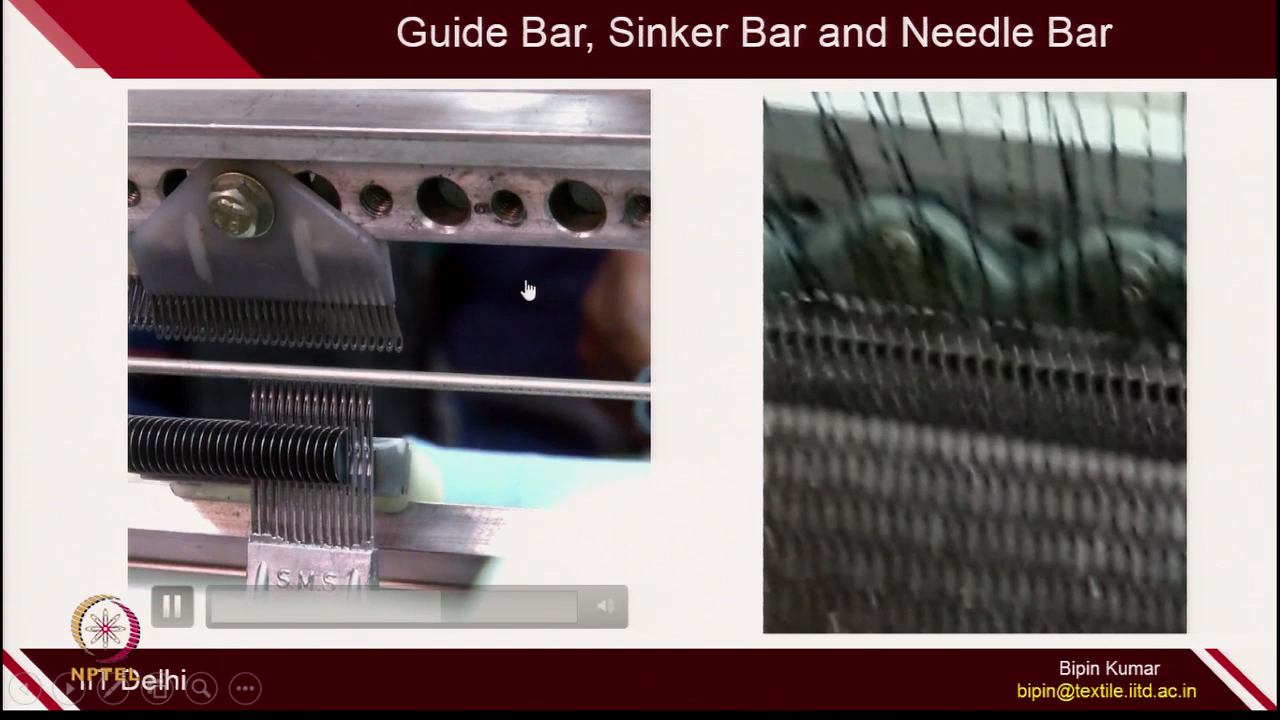 Guide Bar, Sinker Bar and Needle Bar
S.M.S
NPTEL
IIT Delhi
Bipin Kumar
bipin@textile.iitd.ac.in